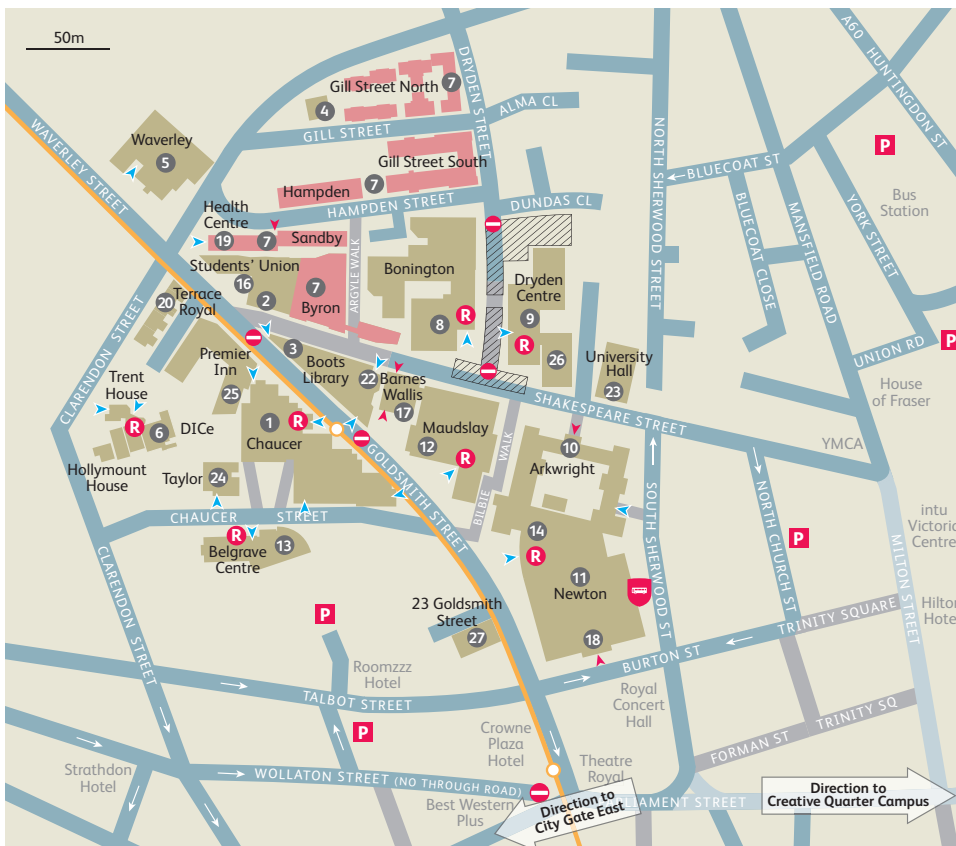 50m
DRYDEN STREET
A60 HUNTINGDON ST
Gill Street North
7
4
ALMA CL
GILL STREET
WAVERLEY STREET
Waverley
5
NORTH SHERWOOD STREET
P
BLUECOAT ST
Gill Street South
Hampden
7
HAMPDEN STREET
DUNDAS CL
BLUECOAT CLOSE
MANSFIELD ROAD
YORK STREET
Bus
Station
Health
Centre
19
7
Sandby
ARGYLE WALK
Students' Union
16
2
7
Byron
Bonington
8
R
Dryden
Centre
9
R
26
20
Terrace
Royal
CLARENDON STREET
Premier
Inn
25
3
Boots
Library
22
Barnes
Wallis
17
University
Hall
23
UNION RD
P
House
of Fraser
SHAKESPEARE STREET
Trent
House
R
6
DICe
Hollymount
House
1
R
Chaucer
12
Maudslay
R
BILBIE WALK
10
Arkwright
YMCA
Taylor
24
GOLDSMITH STREET
CHAUCER STREET
R
Belgrave
Centre
13
14
R
11
Newton
18
SOUTH SHERWOOD ST
NORTH CHURCH ST
P
intu
Victoria
Centre
MILTON STREET
CLARENDON STREET
23 Goldsmith
Street
27
P
TRINITY SQUARE
Hilton
Hotel
BURTON ST
Roomzzz
Hotel
TALBOT STREET
Royal
Concert
Hall
P
Crowne
Plaza
Hotel
TRINITY SQ
FORMAN ST
Strathdon
Hotel
WOLLATON STREET (NO THROUGH ROAD)
Theatre
Royal
Best Western
Plus
Direction to
City Gate East
PARLIAMENT STREET
Direction to
Creative Quarter Campus